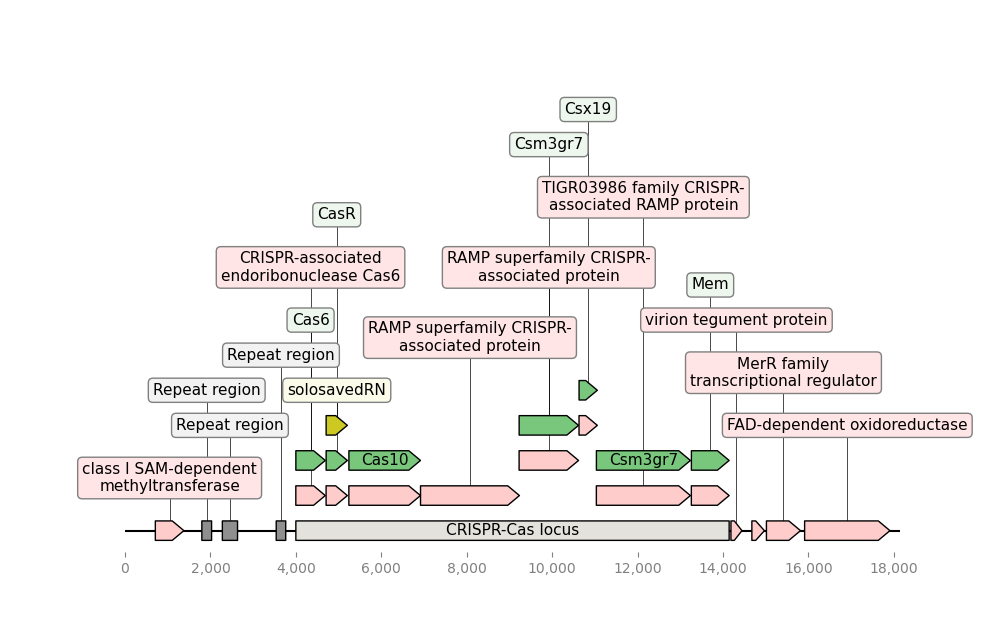 Csx19
Csm3gr7
TIGR03986 family CRISPR-
associated RAMP protein
CasR
CRISPR-associated
endoribonuclease Cas6
RAMP superfamily CRISPR-
associated protein
Mem
Cas6
virion tegument protein
RAMP superfamily CRISPR-
associated protein
Repeat region
MerR family
transcriptional regulator
Repeat region
solosavedRN
Repeat region
FAD-dependent oxidoreductase
Cas10
Csm3gr7
class I SAM-dependent
methyltransferase
CRISPR-Cas locus
0 2,000 4,000 6,000 8,000 10,000 12,000 14,000 16,000 18,000